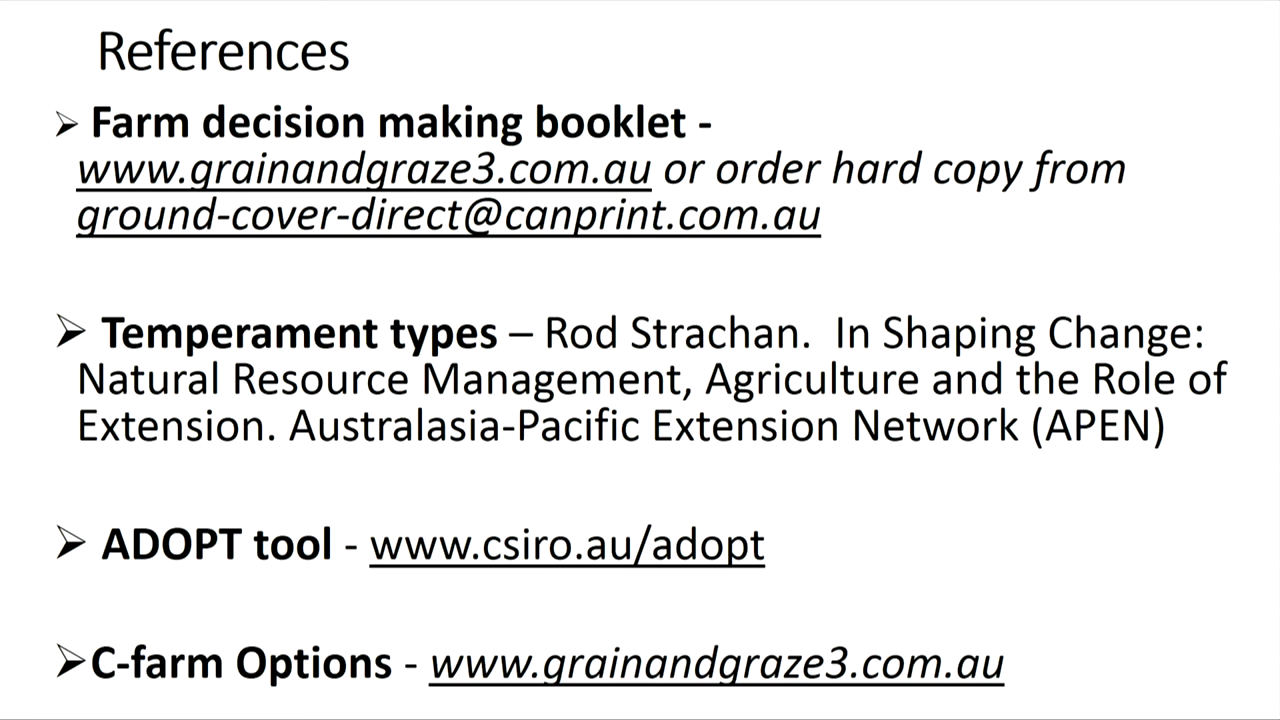 References
➢ Farm decision making booklet -
www.grainandgraze3.com.au or order hard copy from
ground-cover-direct@canprint.com.au
➢ Temperament types – Rod Strachan.  In Shaping Change:
Natural Resource Management, Agriculture and the Role of
Extension. Australasia-Pacific Extension Network (APEN)
➢ ADOPT tool - www.csiro.au/adopt
➢C-farm Options - www.grainandgraze3.com.au